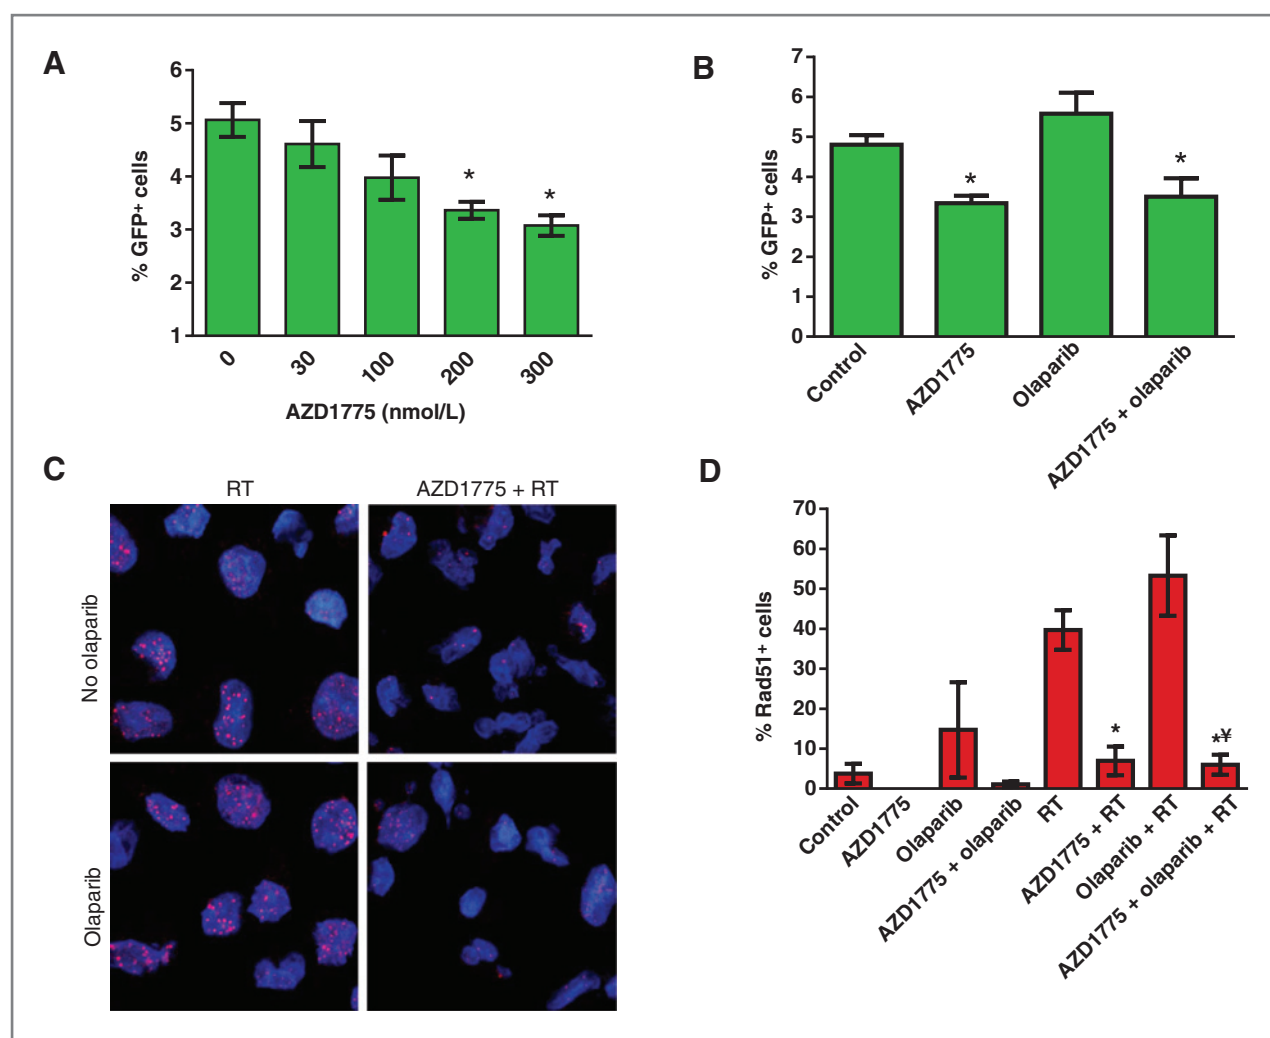 A
6
5
4
3
2
1
% GFP⁺ cells
*
*
0
30
100
200
300
AZD1775 (nmol/L)
B
7
6
5
4
3
2
1
0
% GFP⁺ cells
*
*
Control
AZD1775
Olaparib
AZD1775 + olaparib
C
RT
AZD1775 + RT
No olaparib
Olaparib
D
70
60
50
40
30
20
10
0
% Rad51⁺ cells
*
*¥
Control
AZD1775
Olaparib
AZD1775 + olaparib
RT
AZD1775 + RT
Olaparib + RT
AZD1775 + olaparib + RT